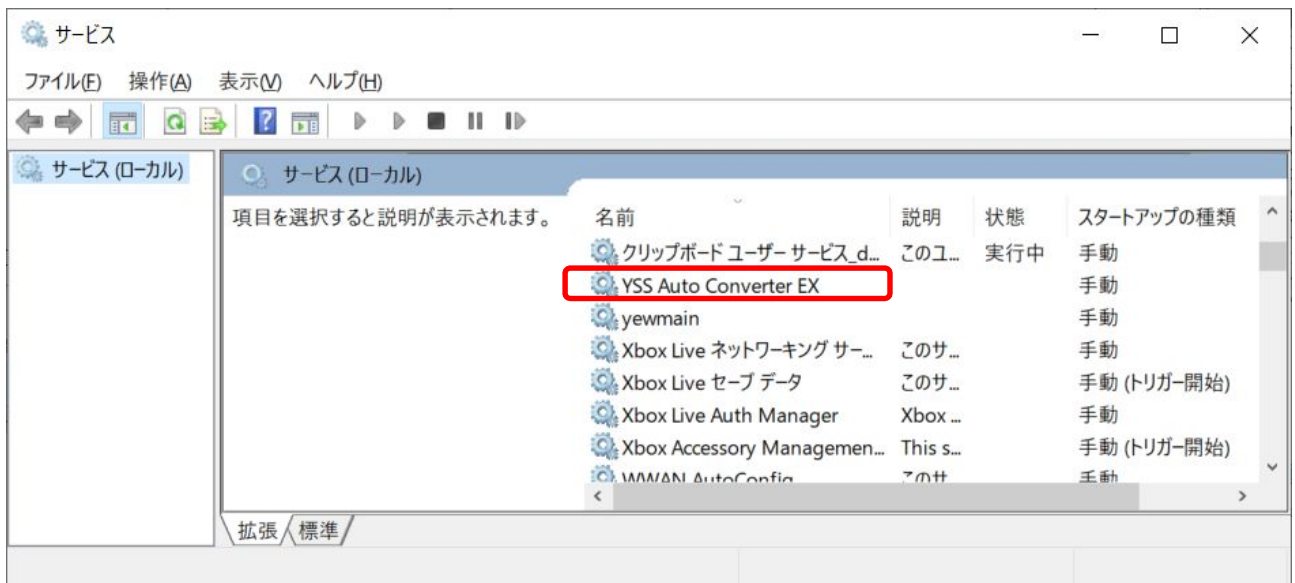 サービス
ファイル(F) 操作(A) 表示(V) ヘルプ(H)
サービス (ローカル)
サービス (ローカル)
項目を選択すると説明が表示されます。
名前 説明 状態 スタートアップの種類
クリップボード ユーザー サービス_d... このユ... 実行中 手動
YSS Auto Converter EX 手動
yewmain 手動
Xbox Live ネットワーキング サー... このサ... 手動
Xbox Live セーブ データ このサ... 手動 (トリガー開始)
Xbox Live Auth Manager Xbox ... 手動
Xbox Accessory Managemen... This s... 手動 (トリガー開始)
WWAN AutoConfig このサ 手動
拡張 標準